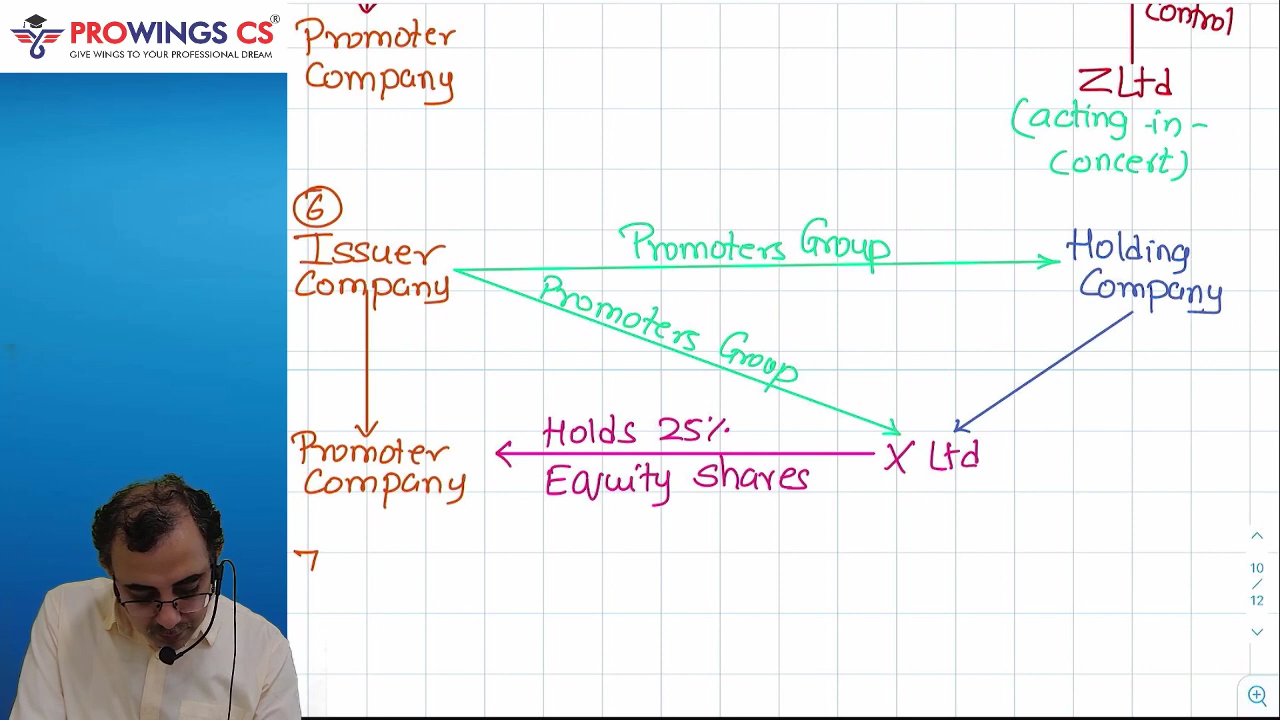 PROWINGS CS®
GIVE WINGS TO YOUR PROFESSIONAL DREAM
Promoter
Company
control
Z Ltd
(acting-in-
concert)
6
Issuer
Company
Promoters Group
Holding
Company
Promoters Group
Holds 25%
Equity shares
X Ltd
Promoter
Company
7
10
/
12